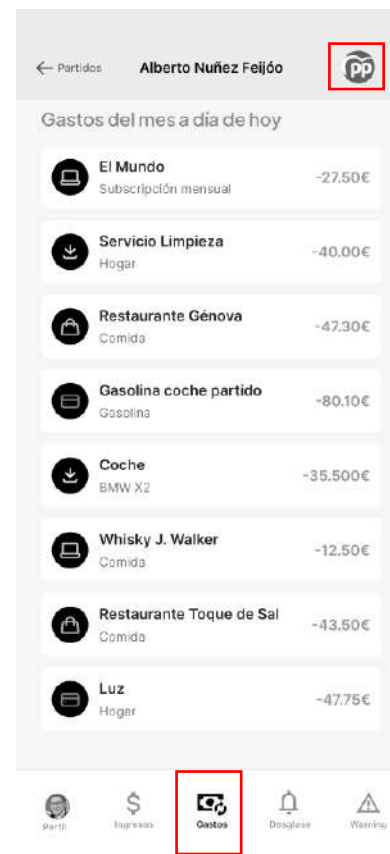 ← Partidos Alberto Nuñez Feijóo pp
Gastos del mes a día de hoy
El Mundo
Subscripción mensual
-27.50€
Servicio Limpieza
Hogar
-40.00€
Restaurante Génova
Comida
-47.30€
Gasolina coche partido
Gasolina
-80.10€
Coche
BMW X2
-35.500€
Whisky J. Walker
Comida
-12.50€
Restaurante Toque de Sal
Comida
-43.50€
Luz
Hogar
-47.75€
Perfil Ingresos Gastos Desglose Warning